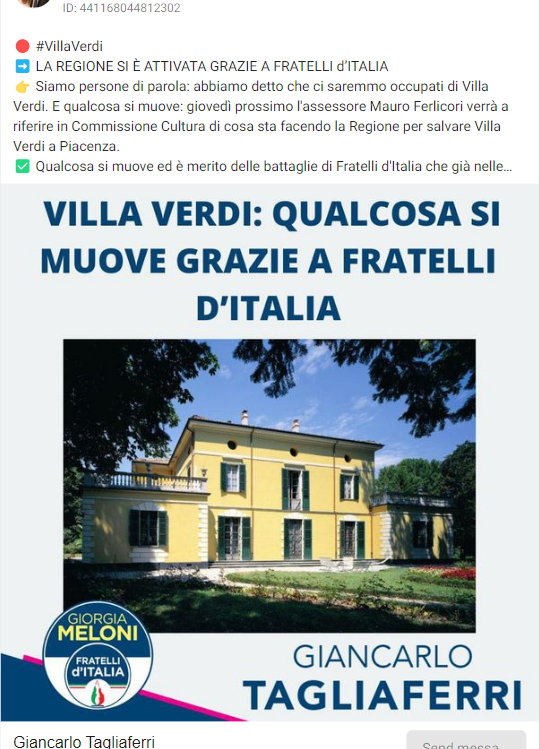 ID: 441168044812302
🔴 #VillaVerdi
➡️ LA REGIONE SI È ATTIVATA GRAZIE A FRATELLI d’ITALIA
👉 Siamo persone di parola: abbiamo detto che ci saremmo occupati di Villa
Verdi. E qualcosa si muove: giovedì prossimo l'assessore Mauro Ferlicori verrà a
riferire in Commissione Cultura di cosa sta facendo la Regione per salvare Villa
Verdi a Piacenza.
✅ Qualcosa si muove ed è merito delle battaglie di Fratelli d'Italia che già nelle…
VILLA VERDI: QUALCOSA SI
MUOVE GRAZIE A FRATELLI
D’ITALIA
GIORGIA
MELONI
FRATELLI
d'ITALIA
GIANCARLO
TAGLIAFERRI
Giancarlo Tagliaferri
Send messa...